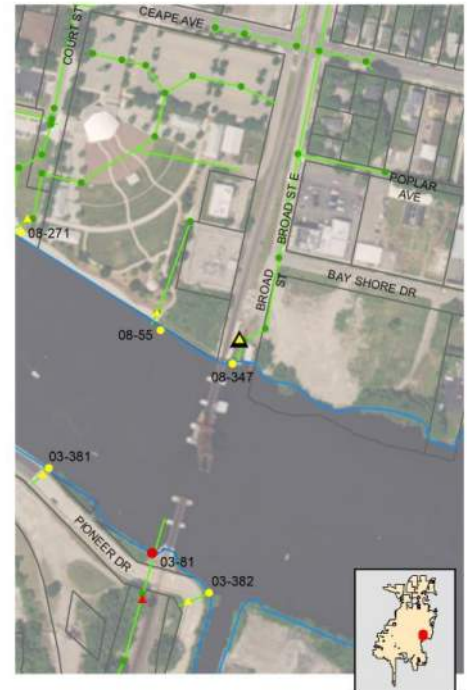 COURT ST
CEAPE AVE
POPLAR
AVE
BROAD ST E
BROAD
ST
BAY SHORE DR
08-271
08-55
08-347
03-381
PIONEER DR
03-81
03-382